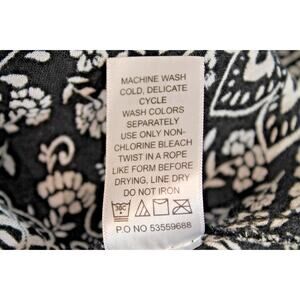 MACHINE WASH
COLD, DELICATE
CYCLE
WASH COLORS
SEPARATELY
USE ONLY NON-
CHLORINE BLEACH
TWIST IN A ROPE
LIKE FORM BEFORE
DRYING, LINE DRY
DO NOT IRON
P.O NO 53559688